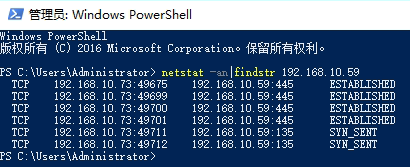 管理员: Windows PowerShell
Windows PowerShell
版权所有 (C) 2016 Microsoft Corporation。保留所有权利。
PS C:\Users\Administrator> netstat -an|findstr 192.168.10.59
TCP 192.168.10.73:49675 192.168.10.59:445 ESTABLISHED
TCP 192.168.10.73:49699 192.168.10.59:445 ESTABLISHED
TCP 192.168.10.73:49700 192.168.10.59:445 ESTABLISHED
TCP 192.168.10.73:49701 192.168.10.59:445 ESTABLISHED
TCP 192.168.10.73:49711 192.168.10.59:135 SYN_SENT
TCP 192.168.10.73:49712 192.168.10.59:135 SYN_SENT
PS C:\Users\Administrator>